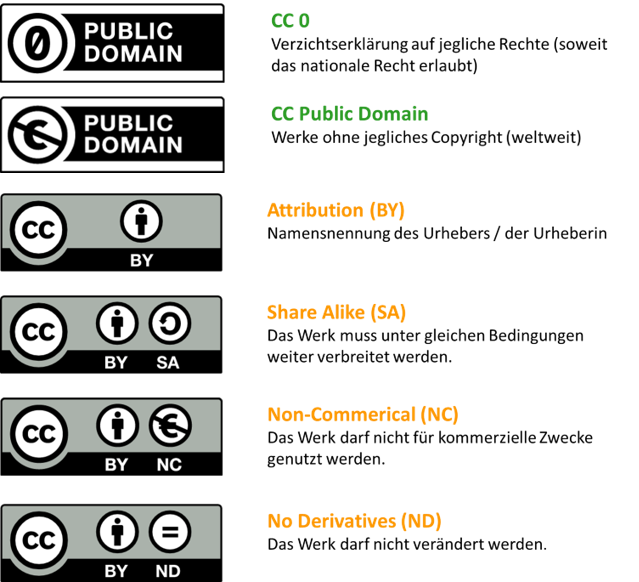 PUBLIC
DOMAIN
CC 0
Verzichtserklärung auf jegliche Rechte (soweit
das nationale Recht erlaubt)
PUBLIC
DOMAIN
CC Public Domain
Werke ohne jegliches Copyright (weltweit)
CC
BY
Attribution (BY)
Namensnennung des Urhebers / der Urheberin
CC
BY SA
Share Alike (SA)
Das Werk muss unter gleichen Bedingungen
weiter verbreitet werden.
CC
BY NC
Non-Commerical (NC)
Das Werk darf nicht für kommerzielle Zwecke
genutzt werden.
CC
BY ND
No Derivatives (ND)
Das Werk darf nicht verändert werden.